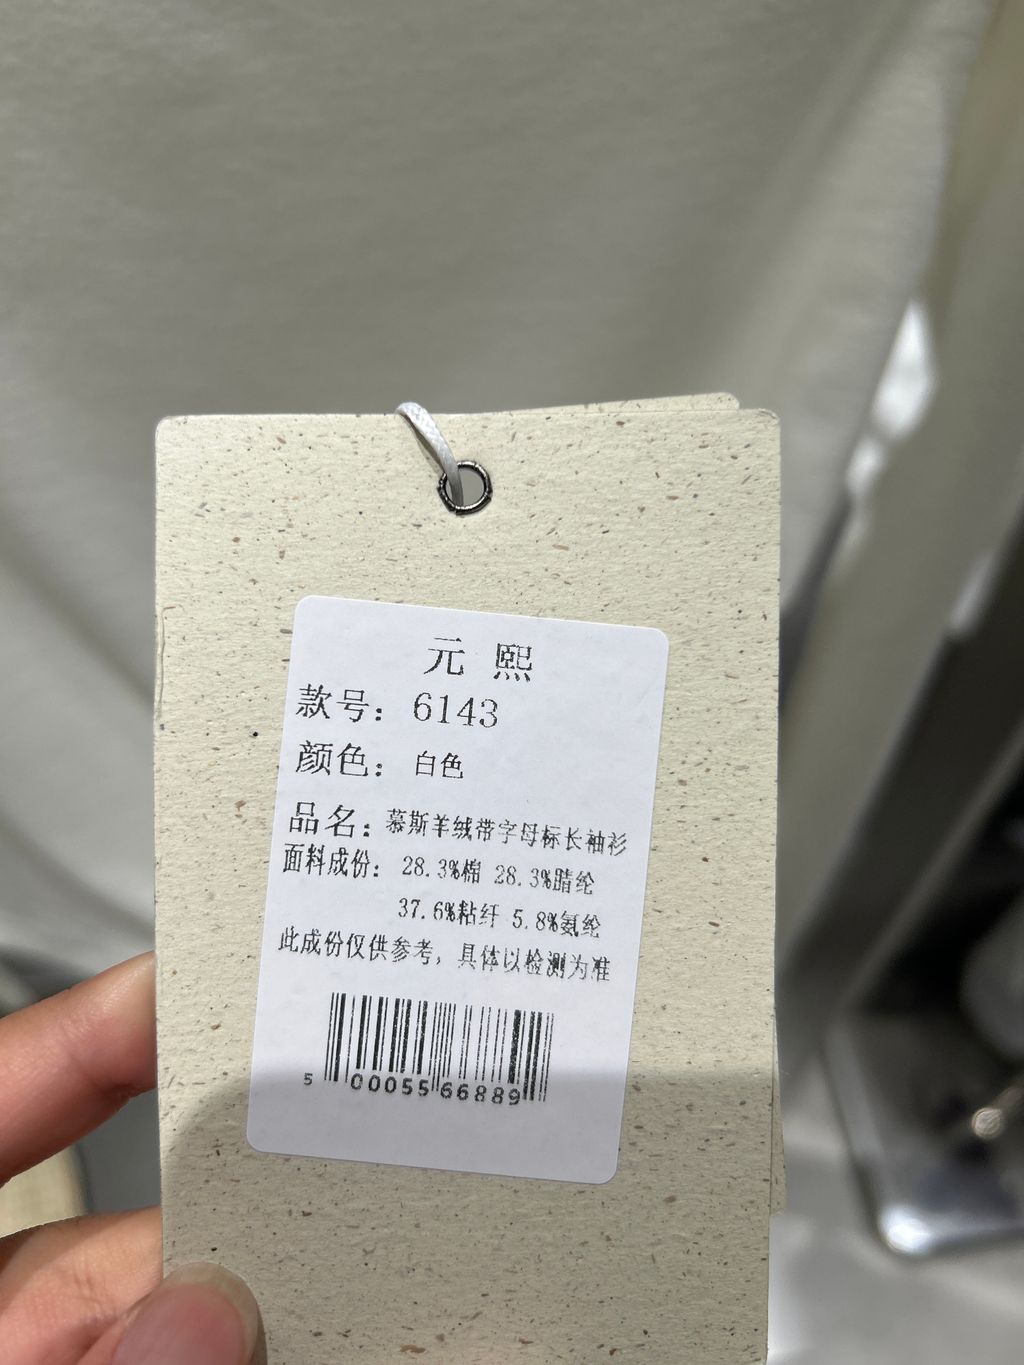 元 熙
款号：6143
颜色：白色
品名：慕斯羊绒带字母标长袖衫
面料成份：28.3%棉 28.3%腈纶
37.6%粘纤 5.8%氨纶
此成份仅供参考，具体以检测为准
5 000055 66889